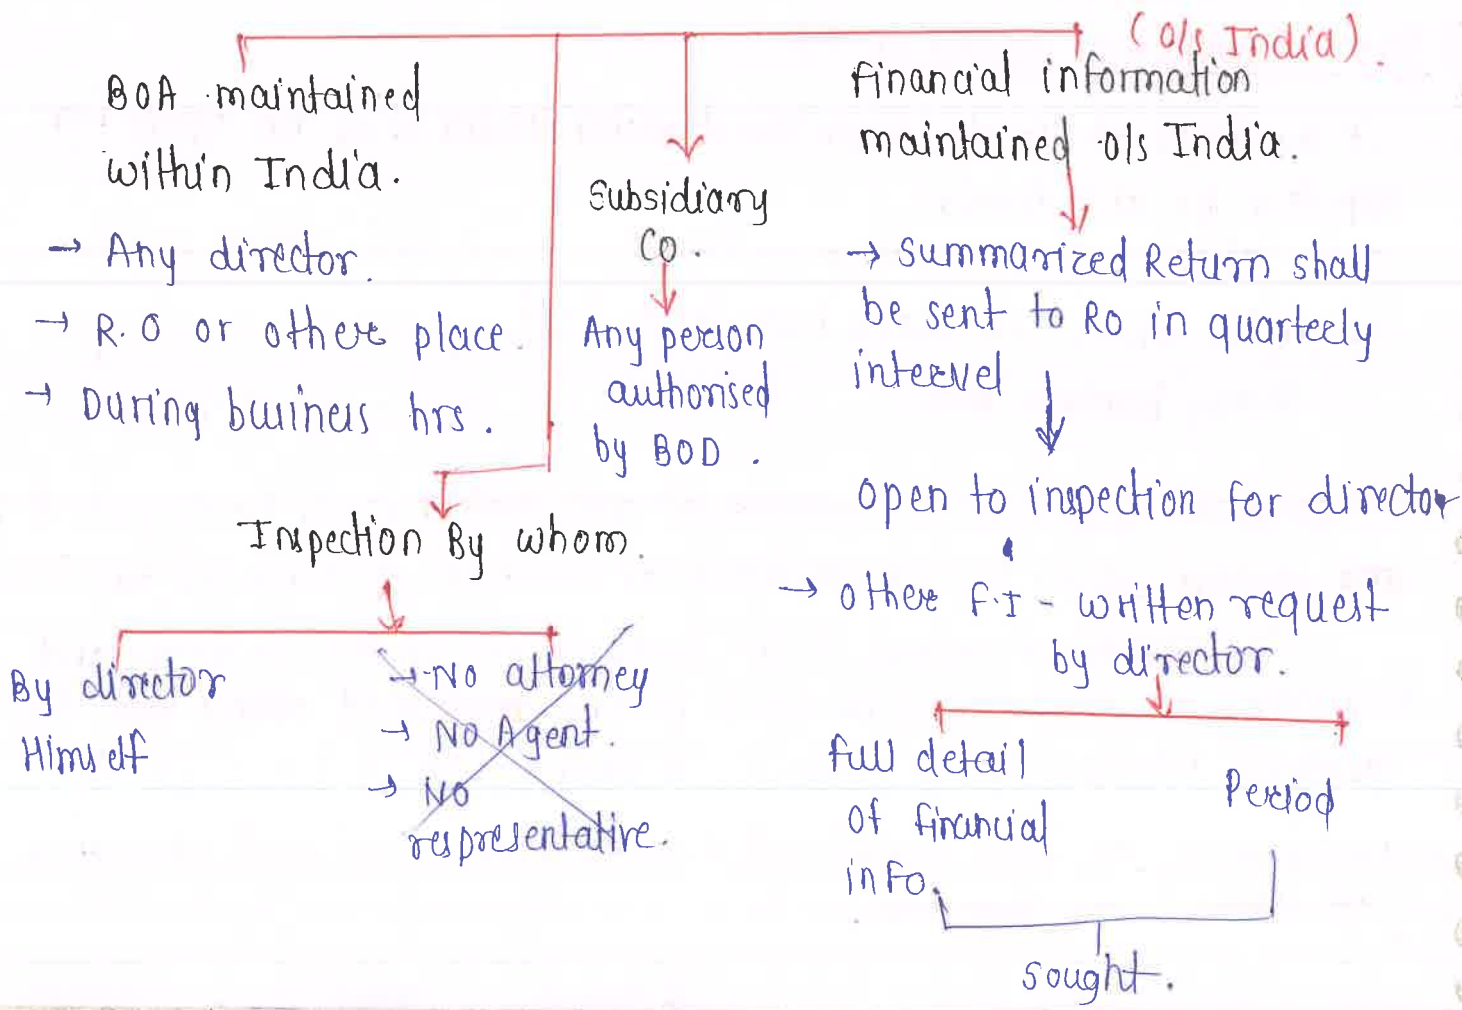 (o/s India).
BOA maintained
within India.
→ Any director.
→ R.O or other place.
→ During business hrs.
Subsidiary
Co.
Any person
authorised
by BOD.
Financial information
maintained o/s India.
→ Summarized Return shall
be sent to RO in quarteely
intervel
open to inspection for director
→ other F.I - written request
by director.
full detail
of financial
info.
Period
sought.
Inspection By whom.
By director
Himself
→ No attorney
→ No Agent.
→ No
representative.